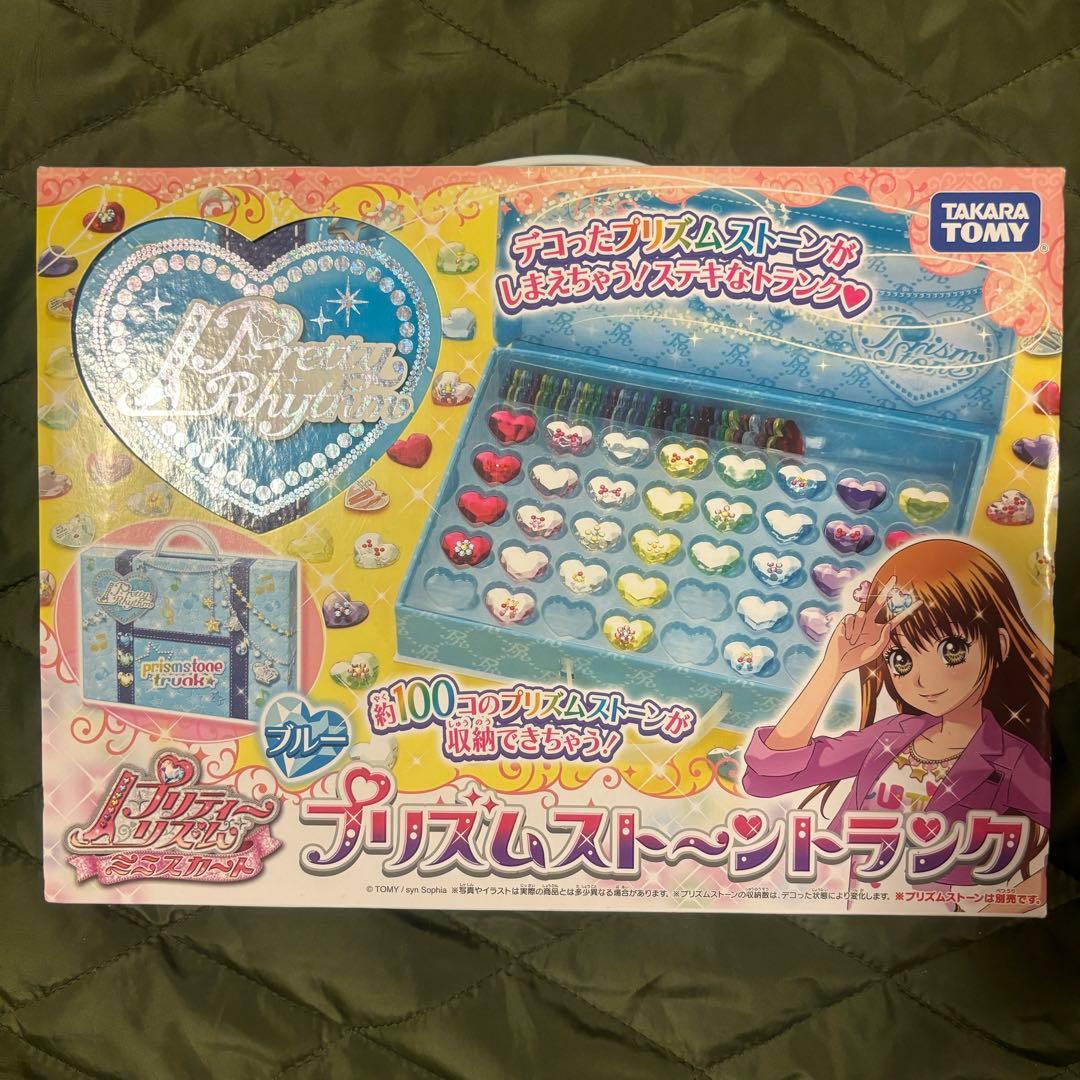 TAKARA
TOMY
®
デコったプリズムストーンが
しまえちゃう!ステキなトランク♥
Pretty
Rhythm
Prism
Stone
Pretty
Rhythm
prismstone
trunk★
ブルー
約100コのプリズムストーンが
収納できちゃう!
プリティー
リズム
ミニスカート
プリズムストーントランク
© TOMY / syn Sophia ※写真やイラストは実際の商品とは多少異なる場合があります。※プリズムストーンの収納数は、デコった状態により変化します。※プリズムストーンは別売です。